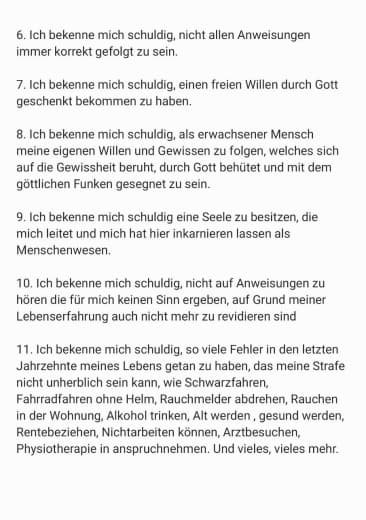 6. Ich bekenne mich schuldig, nicht allen Anweisungen
immer korrekt gefolgt zu sein.
7. Ich bekenne mich schuldig, einen freien Willen durch Gott
geschenkt bekommen zu haben.
8. Ich bekenne mich schuldig, als erwachsener Mensch
meine eigenen Willen und Gewissen zu folgen, welches sich
auf die Gewissheit beruht, durch Gott behütet und mit dem
göttlichen Funken gesegnet zu sein.
9. Ich bekenne mich schuldig eine Seele zu besitzen, die
mich leitet und mich hat hier inkarnieren lassen als
Menschenwesen.
10. Ich bekenne mich schuldig, nicht auf Anweisungen zu
hören die für mich keinen Sinn ergeben, auf Grund meiner
Lebenserfahrung auch nicht mehr zu revidieren sind
11. Ich bekenne mich schuldig, so viele Fehler in den letzten
Jahrzehnte meines Lebens getan zu haben, das meine Strafe
nicht unherblich sein kann, wie Schwarzfahren,
Fahrradfahren ohne Helm, Rauchmelder abdrehen, Rauchen
in der Wohnung, Alkohol trinken, Alt werden , gesund werden,
Rentebeziehen, Nichtarbeiten können, Arztbesuchen,
Physiotherapie in anspruchnehmen. Und vieles, vieles mehr.